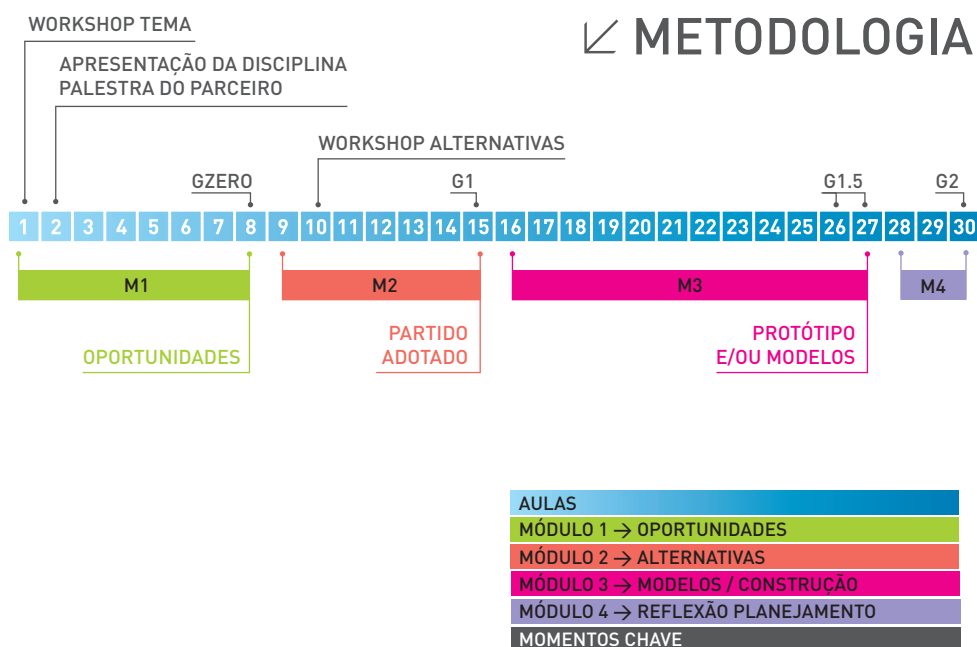 WORKSHOP TEMA
METODOLOGIA
APRESENTAÇÃO DA DISCIPLINA
PALESTRA DO PARCEIRO
WORKSHOP ALTERNATIVAS
GZERO G1 G1.5 G2
1 2 3 4 5 6 7 8 9 10 11 12 13 14 15 16 17 18 19 20 21 22 23 24 25 26 27 28 29 30
M1 M2 M3 M4
OPORTUNIDADES
PARTIDO
ADOTADO
PROTÓTIPO
E/OU MODELOS
AULAS
MÓDULO 1 → OPORTUNIDADES
MÓDULO 2 → ALTERNATIVAS
MÓDULO 3 → MODELOS / CONSTRUÇÃO
MÓDULO 4 → REFLEXÃO PLANEJAMENTO
MOMENTOS CHAVE